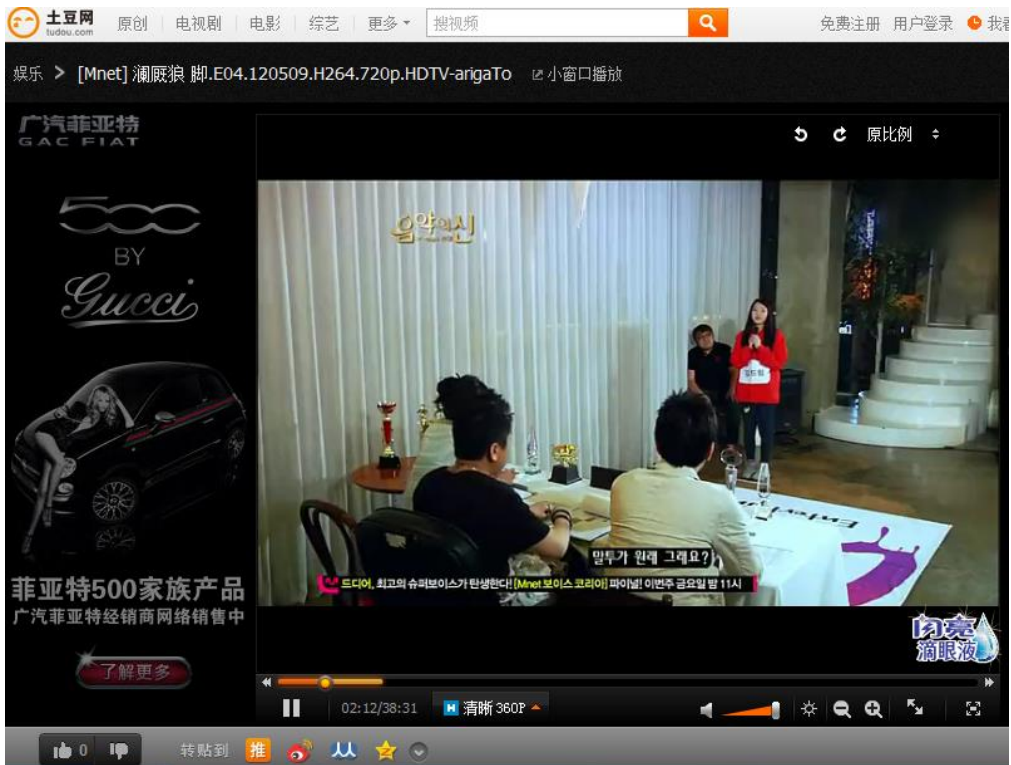 土豆网
tudou.com
原创 电视剧 电影 综艺 更多
搜视频
免费注册 用户登录 我看
娱乐 > [Mnet] 澜厩狼 脚.E04.120509.H264.720p.HDTV-arigaTo 小窗口播放
广汽菲亚特
GAC FIAT
500
BY
Gucci
菲亚特500家族产品
广汽菲亚特经销商网络销售中
了解更多
原比例
음악의신
말투가 원래 그래요?
드디어, 최고의 슈퍼보이스가 탄생한다! [Mnet 보이스 코리아] 파이널! 이번주 금요일 밤 11시
闪亮
滴眼液
02:12/38:31
H 清晰 360P
0
转贴到
推